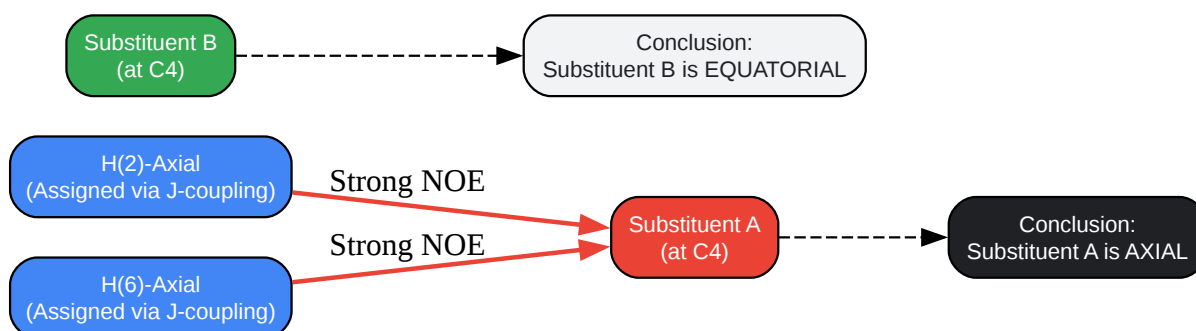 Substituent B
(at C4)
Conclusion:
Substituent B is EQUATORIAL
H(2)-Axial
(Assigned via J-coupling)
Strong NOE
Substituent A
(at C4)
Conclusion:
Substituent A is AXIAL
Strong NOE
H(6)-Axial
(Assigned via J-coupling)